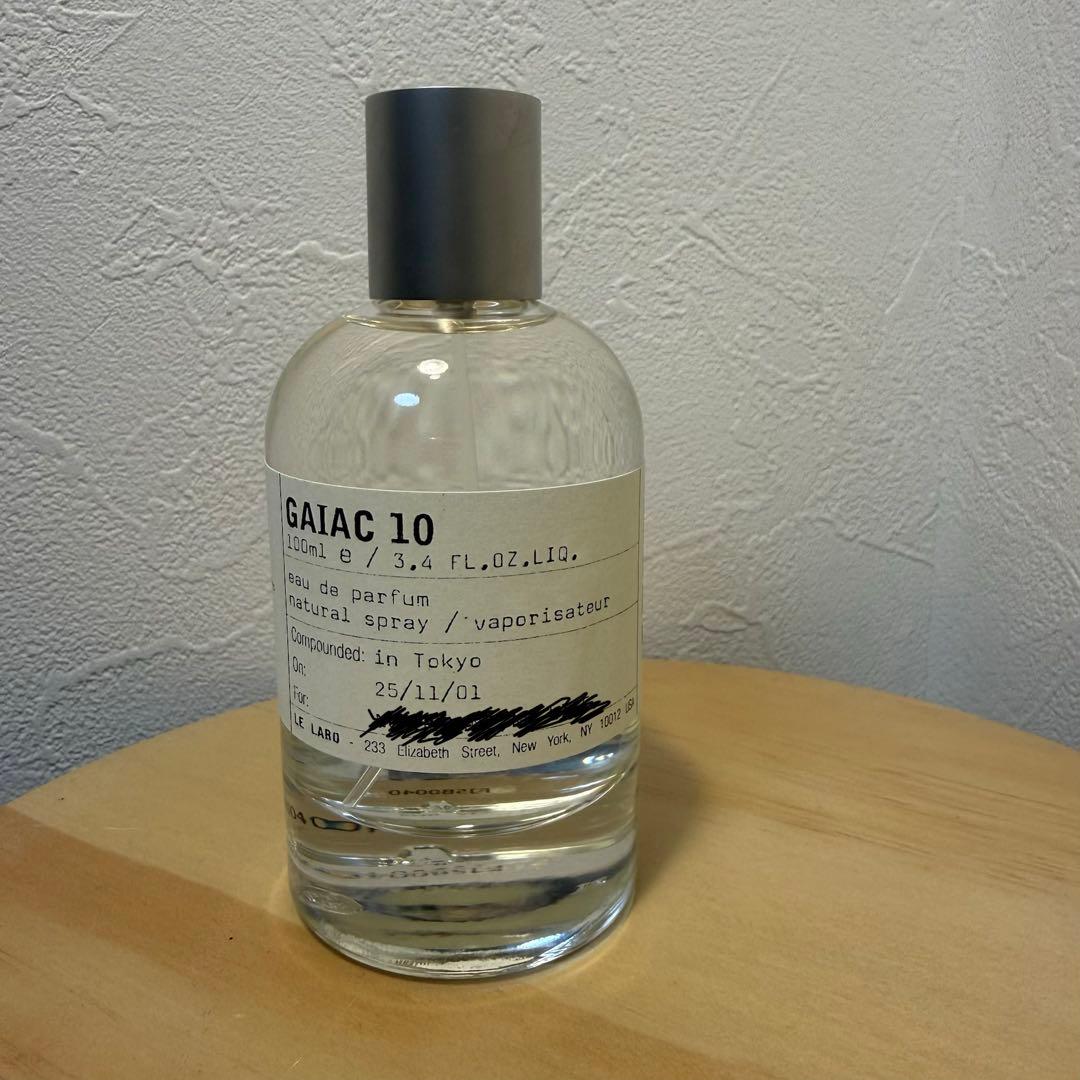 GAIAC 10
100ml e / 3.4 FL.OZ.LIQ.
eau de parfum
natural spray / vaporisateur
Compounded: in Tokyo
On: 25/11/01
For:
LE LABO - 233 Elizabeth Street, New York, NY 10012 USA